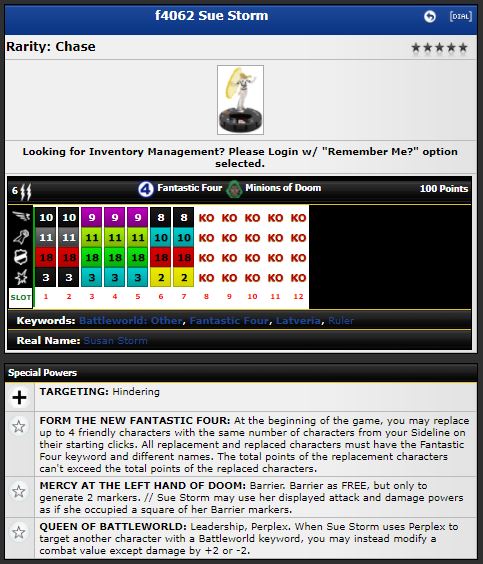 f4062 Sue Storm
[DIAL]
Rarity: Chase
Looking for Inventory Management? Please Login w/ "Remember Me?" option
selected.
6 4 Fantastic Four Minions of Doom 100 Points
10 10 9 9 9 8 8 KO KO KO KO KO
11 11 11 11 11 10 10 KO KO KO KO KO
18 18 18 18 18 18 18 KO KO KO KO KO
3 3 3 3 3 2 2 KO KO KO KO KO
SLOT 1 2 3 4 5 6 7 8 9 10 11 12
Keywords: Battleworld: Other, Fantastic Four, Latveria, Ruler
Real Name: Susan Storm
Special Powers
TARGETING: Hindering
FORM THE NEW FANTASTIC FOUR: At the beginning of the game, you may replace
up to 4 friendly characters with the same number of characters from your Sideline on
their starting clicks. All replacement and replaced characters must have the Fantastic
Four keyword and different names. The total points of the replacement characters
can't exceed the total points of the replaced characters.
MERCY AT THE LEFT HAND OF DOOM: Barrier. Barrier as FREE, but only to
generate 2 markers. // Sue Storm may use her displayed attack and damage powers
as if she occupied a square of her Barrier markers.
QUEEN OF BATTLEWORLD: Leadership, Perplex. When Sue Storm uses Perplex to
target another character with a Battleworld keyword, you may instead modify a
combat value except damage by +2 or -2.